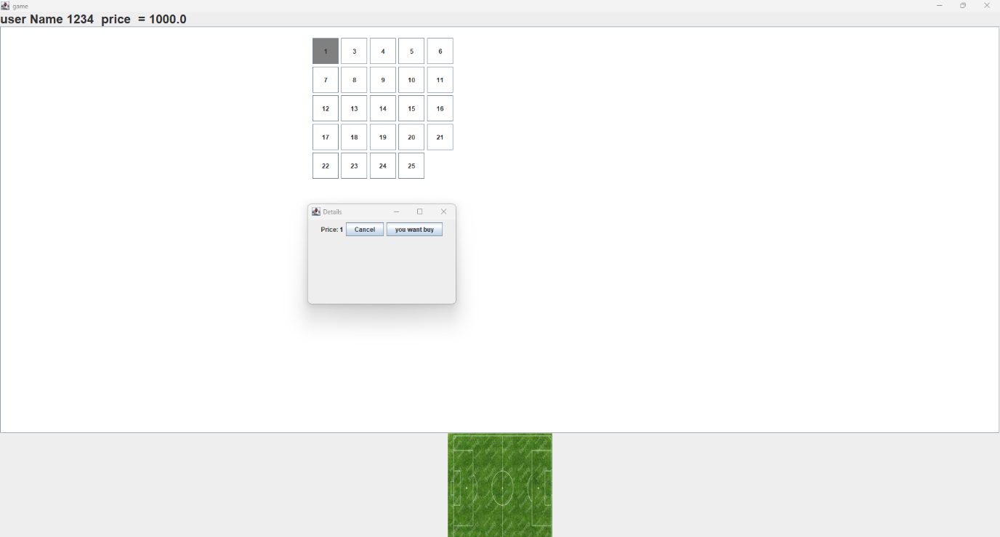 game
user Name 1234 price = 1000.0
1 3 4 5 6
7 8 9 10 11
12 13 14 15 16
17 18 19 20 21
22 23 24 25
Details
Price: 1 Cancel you want buy